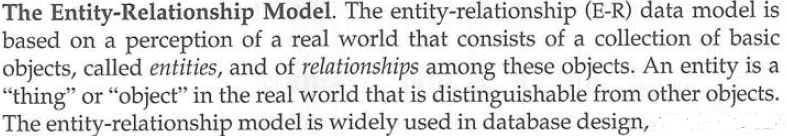 The Entity-Relationship Model. The entity-relationship (E-R) data model is
based on a perception of a real world that consists of a collection of basic
objects, called entities, and of relationships among these objects. An entity is a
“thing” or “object” in the real world that is distinguishable from other objects.
The entity-relationship model is widely used in database design,